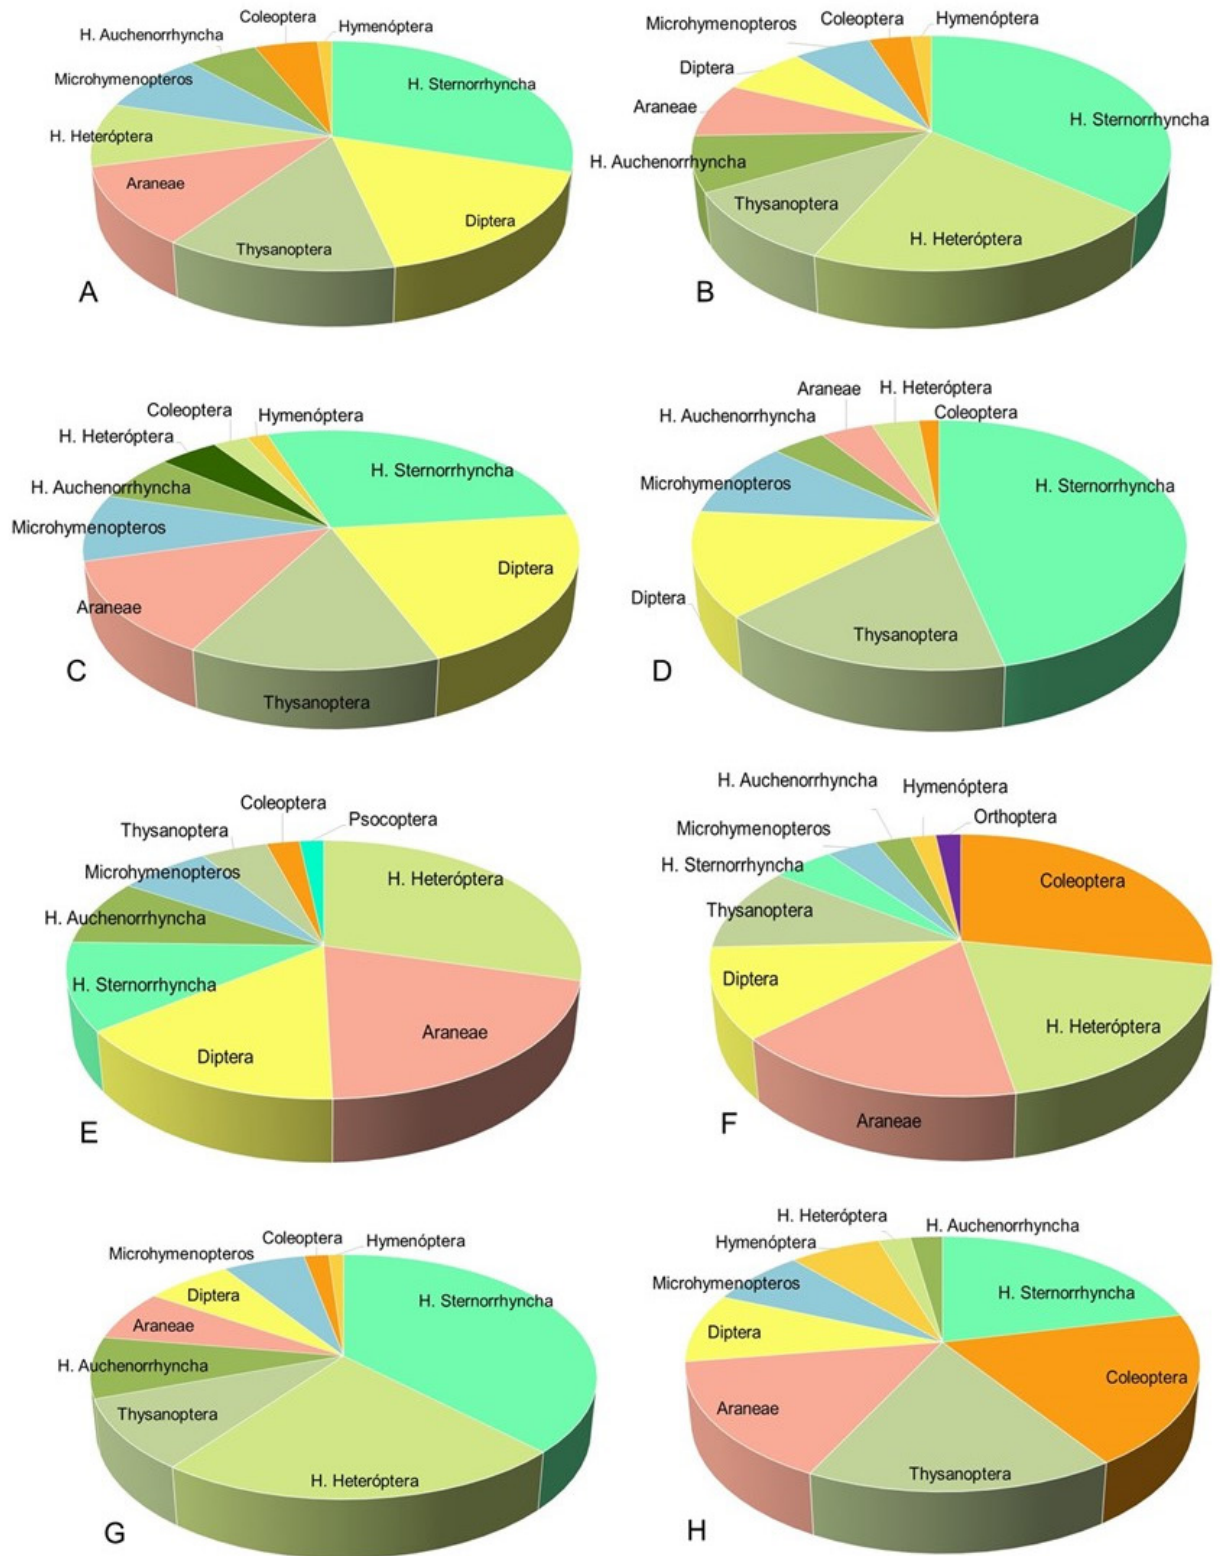 Coleoptera
Hymenóptera
H. Auchenorrhyncha
H. Sternorrhyncha
Microhymenopteros
H. Heteróptera
Araneae
Diptera
Thysanoptera
A
Microhymenopteros
Coleoptera
Hymenóptera
Diptera
Araneae
H. Sternorrhyncha
H. Auchenorrhyncha
Thysanoptera
H. Heteróptera
B
Coleoptera
Hymenóptera
H. Heteróptera
H. Sternorrhyncha
H. Auchenorrhyncha
Microhymenopteros
Diptera
Araneae
C
Thysanoptera
Araneae
H. Heteróptera
H. Auchenorrhyncha
Coleoptera
Microhymenopteros
H. Sternorrhyncha
Diptera
Thysanoptera
D
Coleoptera
Psocoptera
Thysanoptera
Microhymenopteros
H. Heteróptera
H. Auchenorrhyncha
H. Sternorrhyncha
Araneae
Diptera
E
H. Auchenorrhyncha
Hymenóptera
Orthoptera
Microhymenopteros
H. Sternorrhyncha
Coleoptera
Thysanoptera
Diptera
H. Heteróptera
Araneae
F
Coleoptera
Hymenóptera
Microhymenopteros
Diptera
H. Sternorrhyncha
Araneae
H. Auchenorrhyncha
Thysanoptera
H. Heteróptera
G
H. Heteróptera
H. Auchenorrhyncha
Hymenóptera
Microhymenopteros
H. Sternorrhyncha
Diptera
Coleoptera
Araneae
Thysanoptera
H